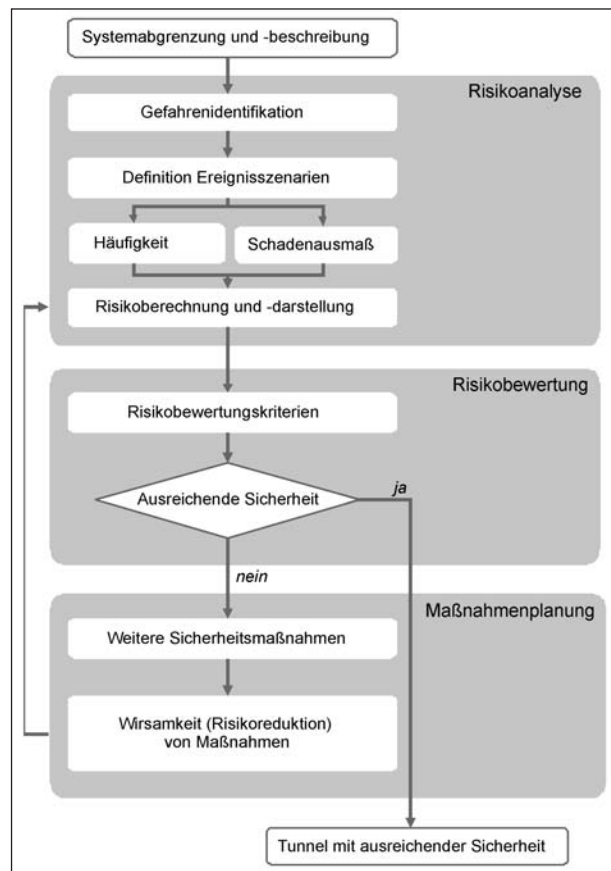 Systemabgrenzung und -beschreibung
Risikoanalyse
Gefahrenidentifikation
Definition Ereignisszenarien
Häufigkeit
Schadenausmaß
Risikoberechnung und -darstellung
Risikobewertung
Risikobewertungskriterien
Ausreichende Sicherheit
ja
nein
Maßnahmenplanung
Weitere Sicherheitsmaßnahmen
Wirksamkeit (Risikoreduktion)
von Maßnahmen
Tunnel mit ausreichender Sicherheit